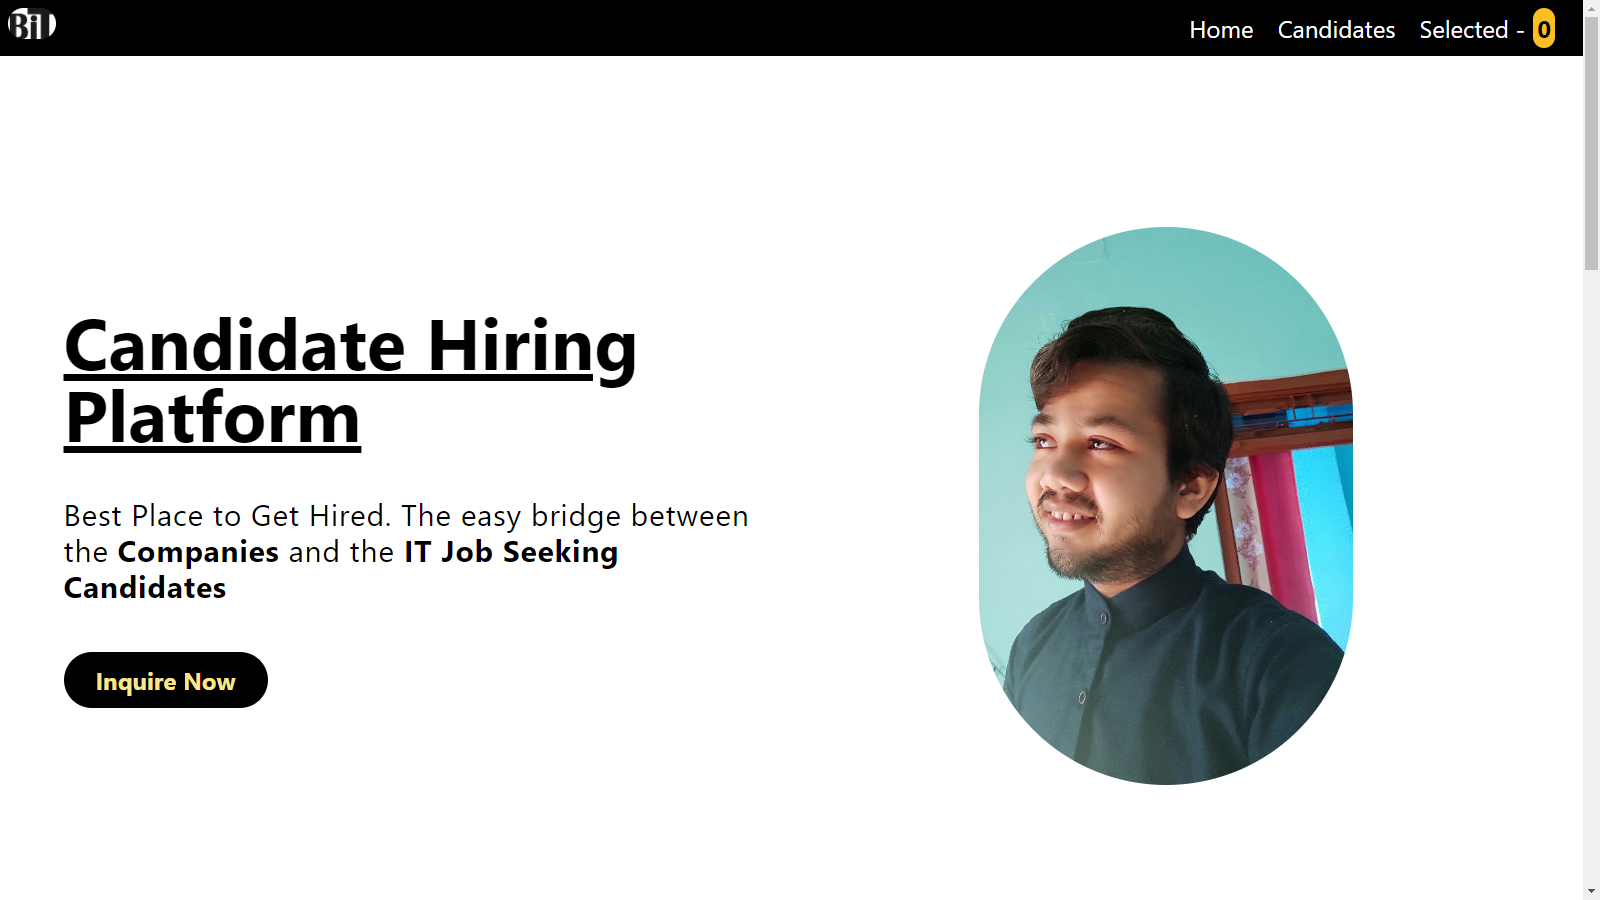 BiD
Home Candidates Selected - 0
Candidate Hiring
Platform
Best Place to Get Hired. The easy bridge between
the Companies and the IT Job Seeking
Candidates
Inquire Now